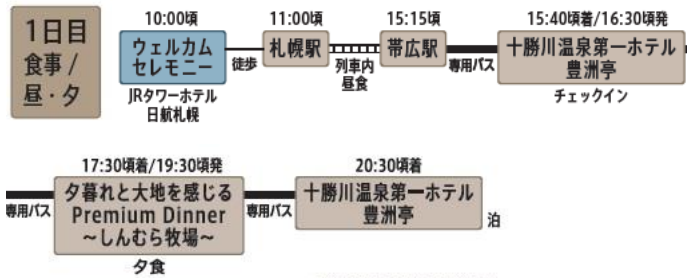 1日目
食事 /
昼・夕
10:00頃
ウェルカム
セレモニー
JRタワーホテル
日航札幌
徒歩
11:00頃
札幌駅
列車内
昼食
15:15頃
帯広駅
専用バス
15:40頃着/16:30頃発
十勝川温泉第一ホテル
豊洲亭
チェックイン
専用バス
17:30頃着/19:30頃発
夕暮れと大地を感じる
Premium Dinner
～しんむら牧場～
夕食
専用バス
20:30頃着
十勝川温泉第一ホテル
豊洲亭
泊